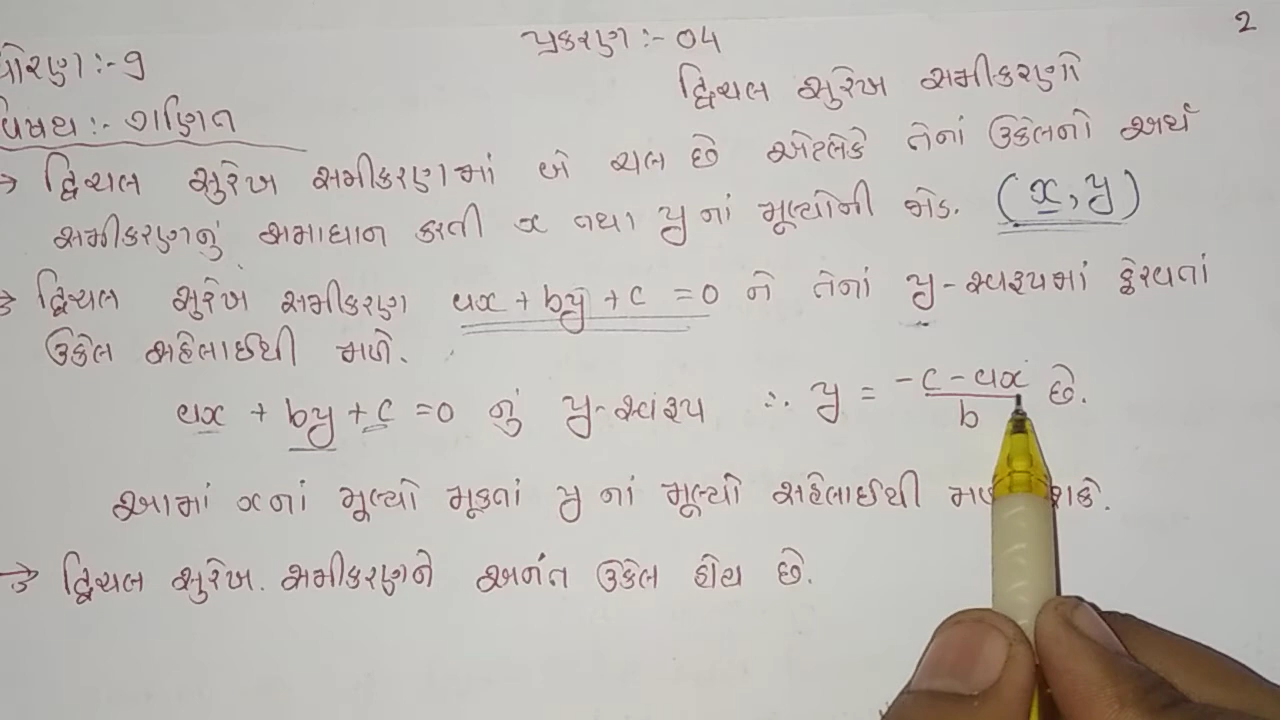 2
પ્રકરણ :- 04
ધોરણ :- 9
દ્વિચલ સુરેખ સમીકરણો
વિષય :- ગણિત
→ દ્વિચલ સુરેખ સમીકરણમાં બે ચલ છે એટલેકે તેનાં ઉકેલનો અર્થ
સમીકરણનું સમાધાન કરતી x તથા y નાં મૂલ્યોની જોડ. (x, y)
→ દ્વિચલ સુરેખ સમીકરણ ax + by + c = 0 ને તેનાં y-સ્વરૂપમાં ફેરવતાં
ઉકેલ સહેલાઈથી મળે.
ax + by + c = 0 નું y-સ્વરૂપ ∴ y = -c - ax / b છે.
આમાં x નાં મૂલ્યો મૂકતાં y નાં મૂલ્યો સહેલાઈથી શકે.
→ દ્વિચલ સુરેખ. સમીકરણને અનંત ઉકેલ હોય છે.